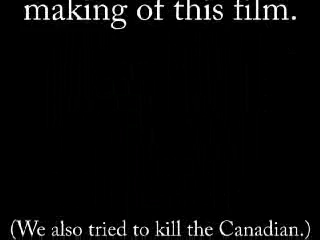 making of this film.
(We also tried to kill the Canadian.)